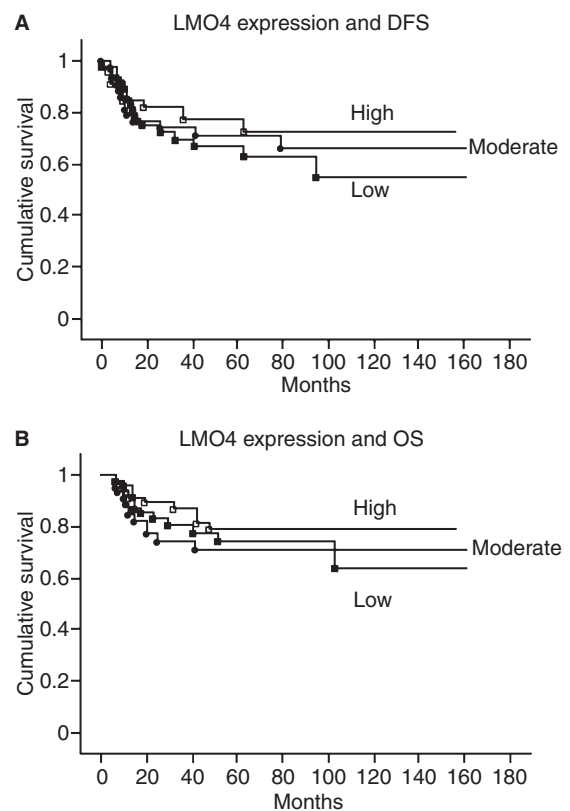 A
LMO4 expression and DFS
Cumulative survival
1
0.8
0.6
0.4
0.2
0
High
Moderate
Low
0 20 40 60 80 100 120 140 160 180
Months
B
LMO4 expression and OS
Cumulative survival
1
0.8
0.6
0.4
0.2
0
High
Moderate
Low
0 20 40 60 80 100 120 140 160 180
Months